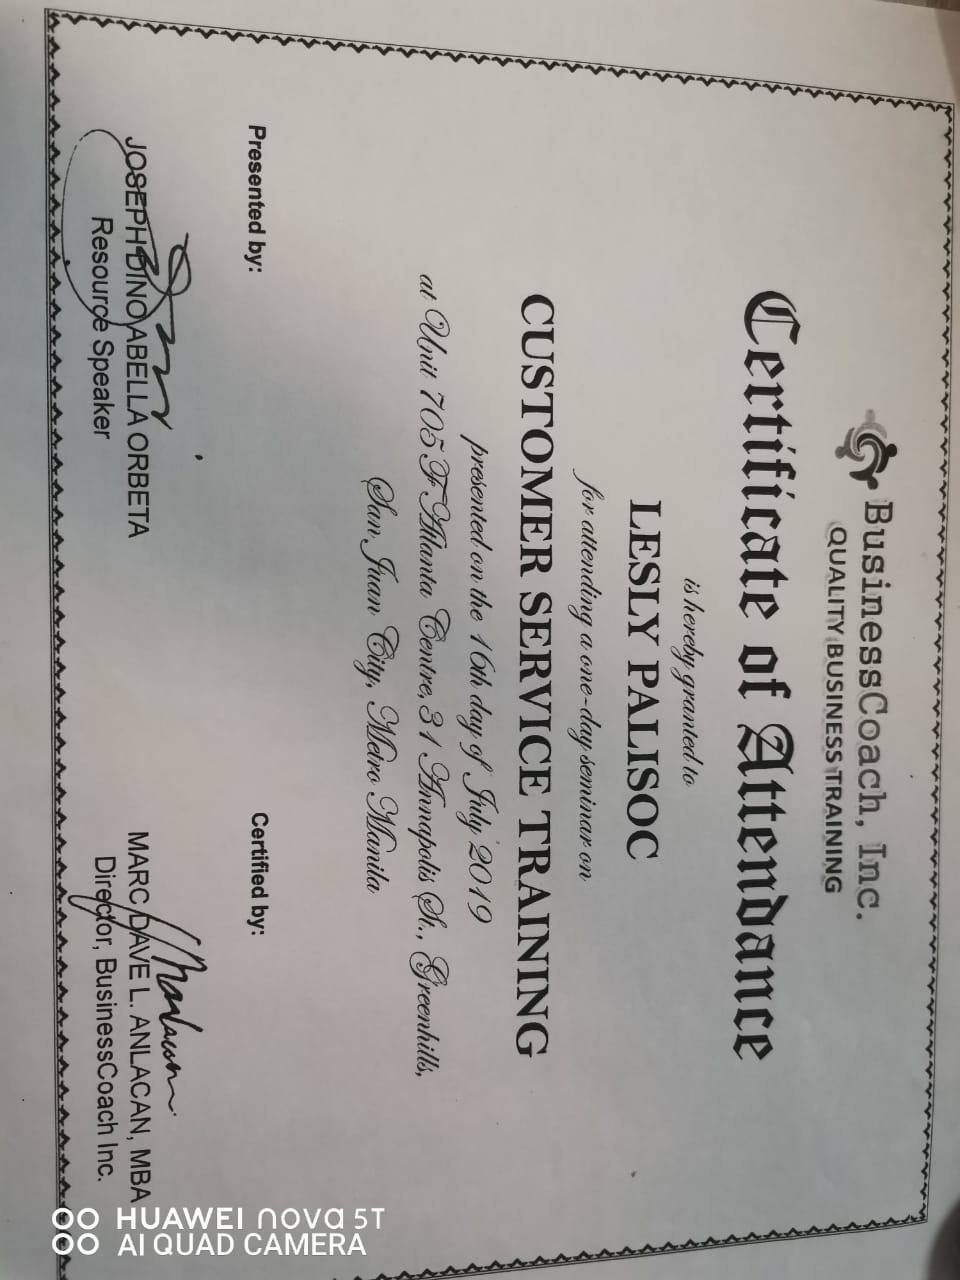 BusinessCoach, Inc.
QUALITY BUSINESS TRAINING
Certificate of Attendance
is hereby granted to
LESLY PALISOC
for attending a one-day seminar on
CUSTOMER SERVICE TRAINING
presented on the 16th day of July 2019
at Unit 705 F Atlanta Centre, 31 Annapolis St., Greenhills,
San Juan City, Metro Manila
Presented by:
JOSEPH DINO ABELLA ORBETA
Resource Speaker
Certified by:
MARC DAVE L. ANLACAN, MBA
Director, BusinessCoach Inc.
HUAWEI nova 5T
AI QUAD CAMERA